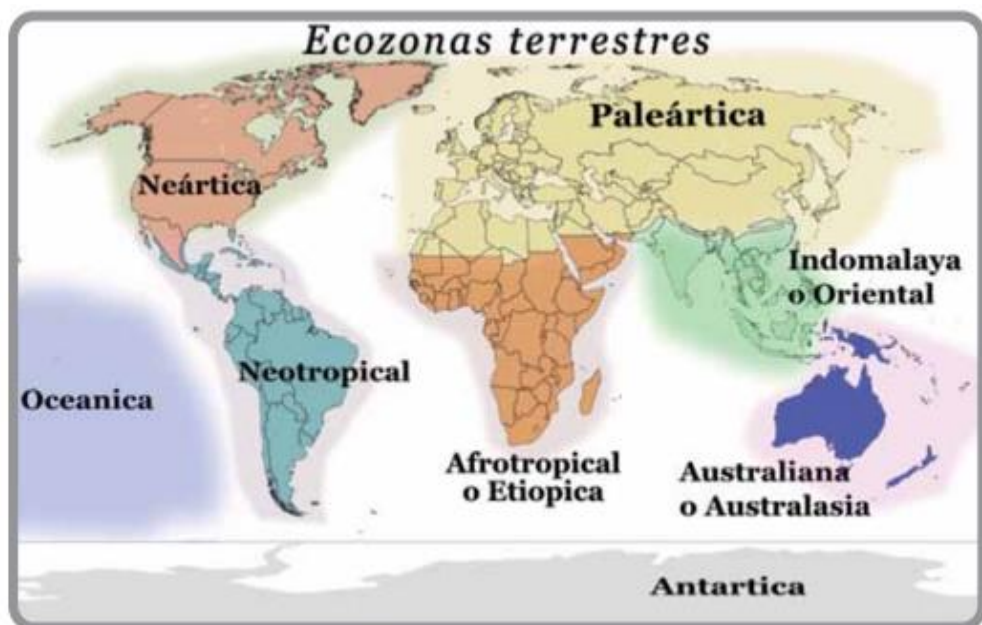 Ecozonas terrestres
Paleártica
Neártica
Indomalaya
o Oriental
Neotropical
Oceanica
Afrotropical
o Etiopica
Australiana
o Australasia
Antartica